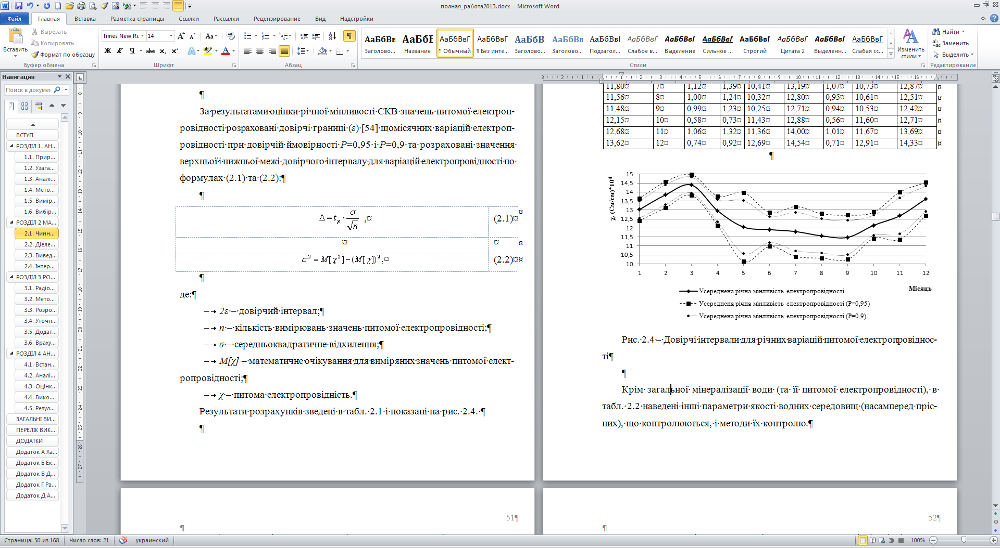 полная_работа2013.docx - Microsoft Word
Файл Главная Вставка Разметка страницы Ссылки Рассылки Рецензирование Вид Надстройки
Вставить
Вырезать
Копировать
Формат по образцу
Буфер обмена
Times New Rc 14
Ж К Ч abc x₂ x²
Шрифт
Абзац
АаБбВв АаБбВ АаБбВвГ АаБбВвГ АаБбВ АаБбВв АаБбВвІ АаБбВвГ АаБбВвГ АаБбВвГ АаБбВвГ АаБбВвГ АаБбВвГ АаБбВвГ
Заголово... Название ¶ Обычный ¶ Без инте... Заголово... Заголово... Подзагол... Слабое в... Выделение Сильное ... Строгий Цитата 2 Выделенн... Слабая сс...
Стили
Изменить стили
Найти
Заменить
Выделить
Редактирование
Навигация
Поиск в докумен
ВСТУП
РОЗДІЛ 1. АН...
1.1. Прир...
1.2. Узага...
1.3. Аналі...
1.4. Мето...
1.5. Вимір...
1.6. Вибір...
РОЗДІЛ 2 МА...
2.1. Чинн...
2.2. Діеле...
2.3. Вивед...
2.4. Інтер...
РОЗДІЛ 3 РО...
3.1. Радіо...
3.2. Мето...
3.3. Розро...
3.4. Уточн...
3.5. Додат...
3.6. Враху...
РОЗДІЛ 4 АН...
4.1. Встан...
4.2. Аналі...
4.3. Оцінк...
4.4. Вико...
4.5. Резул...
ЗАГАЛЬНІ ВИ...
ПЕРЕЛІК ВИК...
ДОДАТКИ
Додаток А Ха...
Додаток Б Ек...
Додаток В Д...
Додаток Г Ра...
Додаток Д А...
¶
За результатами оцінки річної мінливості СКВ значень питомої електроп-
ровідності розраховані довірчі границі (ε) [54] щомісячних варіацій електроп-
ровідності при довірчій ймовірності P=0,95 і P=0,9 та розраховані значення
верхньої і нижньої межі довірчого інтервалу для варіацій електропровідності по
формулах (2.1) та (2.2):¶
¶
Δ = t_p · σ/√n ,¤ (2.1)¤
¤ ¤
σ² = M[χ²] − (M[χ])²,¤ (2.2)¤
¶
де:¶
– 2ε – довірчий інтервал;¶
– n – кількість вимірювань значень питомої електропровідності;¶
– σ – середньоквадратичне відхилення;¶
– M[χ] – математичне очікування для виміряних значень питомої елект-
ропровідності;¶
– χ – питома електропровідність.¶
Результати розрахунків зведені в табл. 2.1 і показані на рис. 2.4. ¶
¶
11,80¤ 7¤ 1,12¤ 1,39¤ 10,41¤ 13,19¤ 1,07¤ 10,73¤ 12,87¤
11,56¤ 8¤ 1,00¤ 1,24¤ 10,32¤ 12,80¤ 0,95¤ 10,61¤ 12,51¤
11,48¤ 9¤ 0,99¤ 1,23¤ 10,25¤ 12,71¤ 0,94¤ 10,53¤ 12,42¤
12,15¤ 10¤ 0,58¤ 0,73¤ 11,43¤ 12,88¤ 0,56¤ 11,60¤ 12,71¤
12,68¤ 11¤ 1,06¤ 1,32¤ 11,36¤ 14,00¤ 1,01¤ 11,67¤ 13,69¤
13,62¤ 12¤ 0,74¤ 0,92¤ 12,69¤ 14,54¤ 0,71¤ 12,91¤ 14,33¤
¶
χ, (См/см)*10⁴
15
14,5
14
13,5
13
12,5
12
11,5
11
10,5
10
1 2 3 4 5 6 7 8 9 10 11 12
Місяць
Усереднена річна мінливість електропровідності
Усереднена річна мінливість електропровідності (P=0,95)
Усереднена річна мінливість електропровідності (P=0,9)
Рис. 2.4 – Довірчі інтервали для річних варіацій питомої електропровіднос-
ті¶
¶
Крім загальної мінералізації води (та її питомої електропровідності), в
табл. 2.2 наведені інші параметри якості водних середовищ (насамперед пріс-
них), що контролюються, і методи їх контролю.¶
51¶
¶
52¶
¶
Страница: 50 из 168 Число слов: 21 украинский 100%